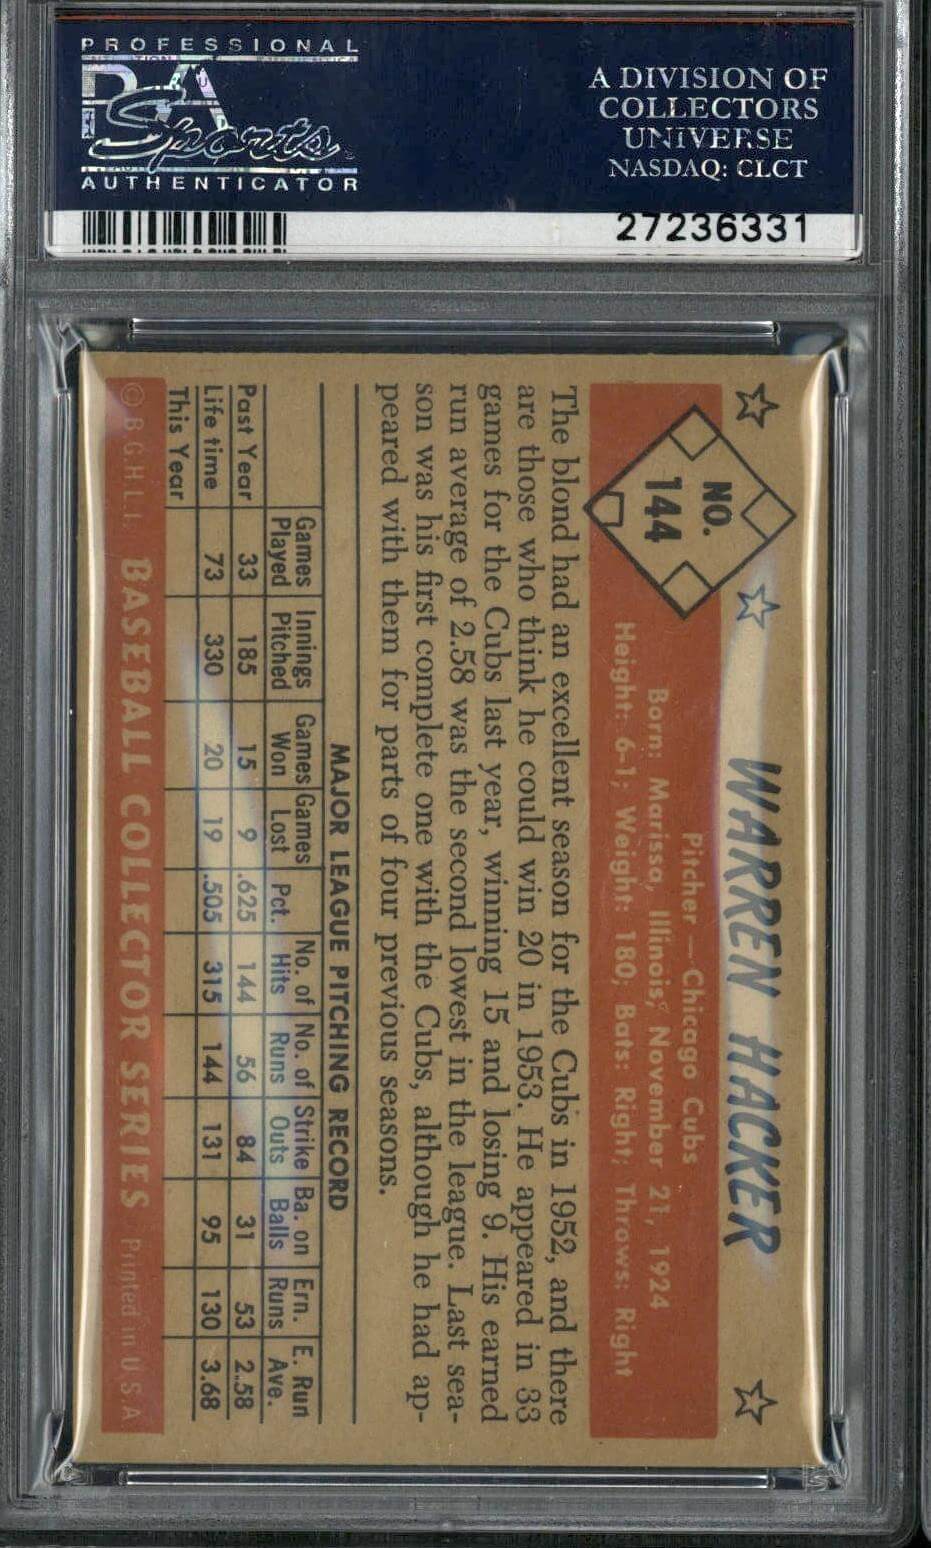 PROFESSIONAL
PSA
Sports
AUTHENTICATOR
A DIVISION OF
COLLECTORS
UNIVERSE
NASDAQ: CLCT
27236331
NO.
144
WARREN HACKER
Pitcher — Chicago Cubs
Born: Marissa, Illinois, November 21, 1924
Height: 6-1; Weight: 180; Bats: Right; Throws: Right
The blond had an excellent season for the Cubs in 1952, and there
are those who think he could win 20 in 1953. He appeared in 33
games for the Cubs last year, winning 15 and losing 9. His earned
run average of 2.58 was the second lowest in the league. Last sea-
son was his first complete one with the Cubs, although he had ap-
peared with them for parts of four previous seasons.
MAJOR LEAGUE PITCHING RECORD
Games Innings Games Games No. of No. of Strike Ba. on Ern. E. Run
Played Pitched Won Lost Pct. Hits Runs Outs Balls Runs Ave.
Past Year 33 185 15 9 .625 144 56 84 31 53 2.58
Life time 73 330 20 19 .505 315 144 131 95 130 3.68
This Year
© B.G.H.L.I. BASEBALL COLLECTOR SERIES Printed in U.S.A.